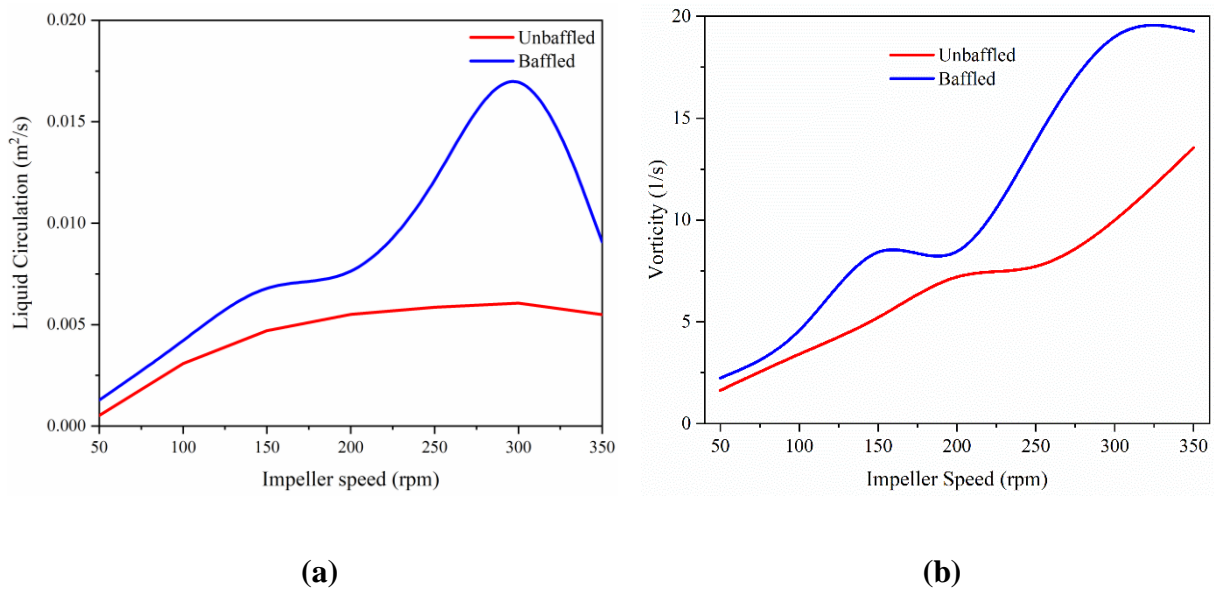 0.020
0.015
0.010
0.005
0.000
Liquid Circulation (m²/s)
Unbaffled
Baffled
50 100 150 200 250 300 350
Impeller speed (rpm)
(a)
20
15
10
5
0
Vorticity (1/s)
Unbaffled
Baffled
50 100 150 200 250 300 350
Impeller Speed (rpm)
(b)